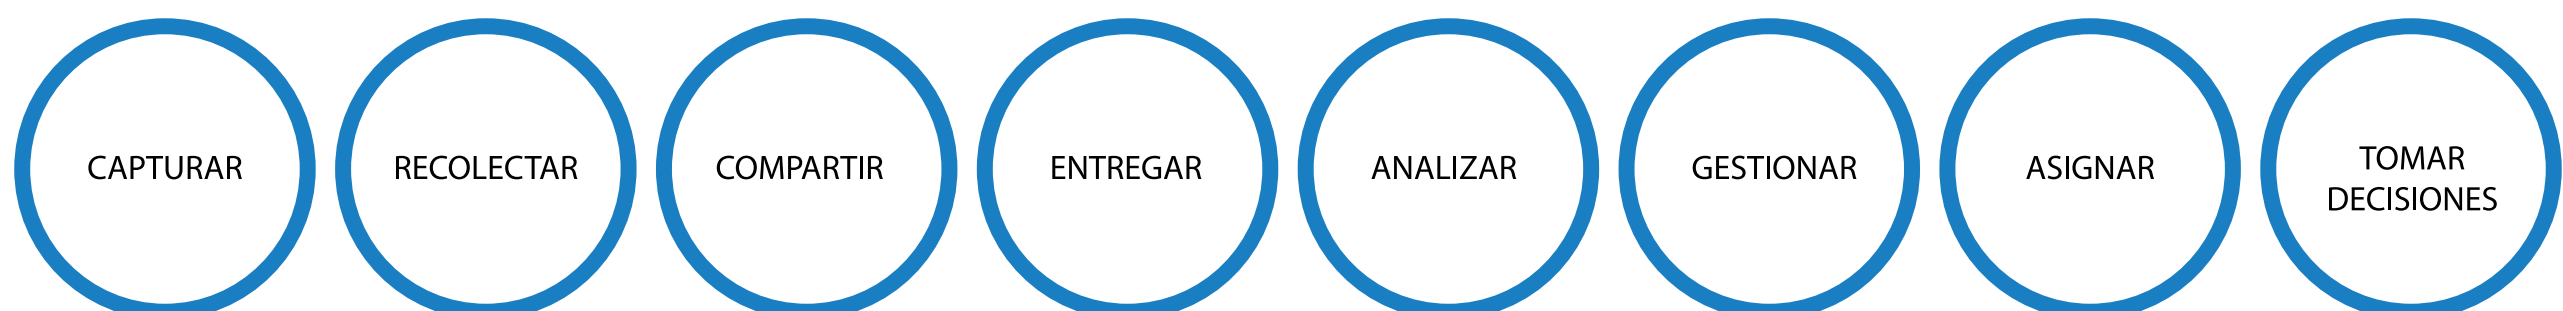 CAPTURAR
RECOLECTAR
COMPARTIR
ENTREGAR
ANALIZAR
GESTIONAR
ASIGNAR
TOMAR
DECISIONES